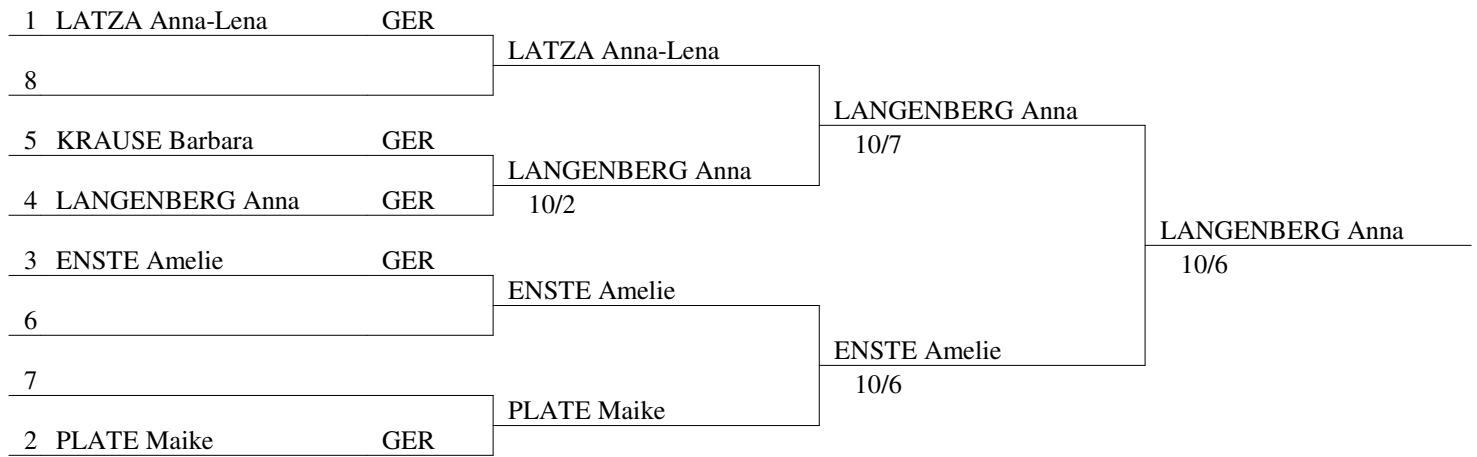 1 LATZA Anna-Lena GER
LATZA Anna-Lena
8
LANGENBERG Anna
10/7
5 KRAUSE Barbara GER
LANGENBERG Anna
10/2
4 LANGENBERG Anna GER
LANGENBERG Anna
10/6
3 ENSTE Amelie GER
ENSTE Amelie
6
ENSTE Amelie
10/6
7
PLATE Maike
2 PLATE Maike GER